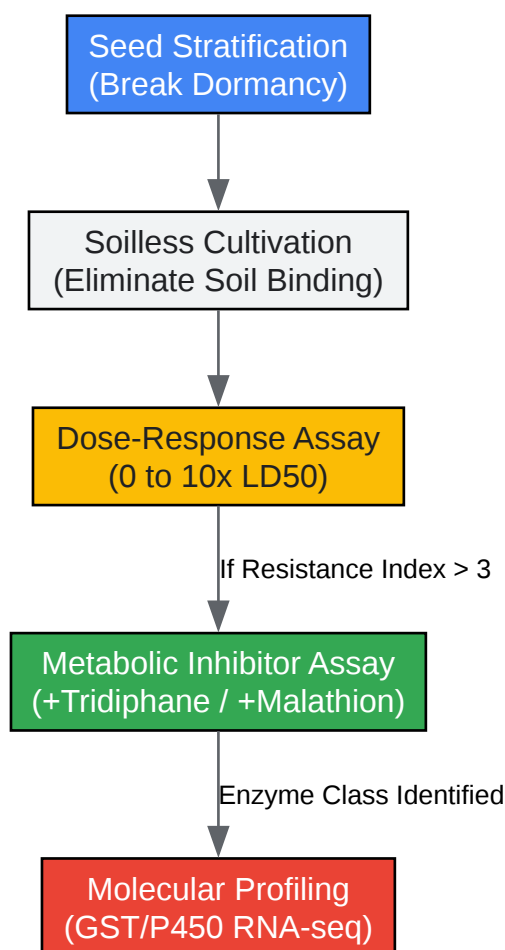 Seed Stratification
(Break Dormancy)
Soilless Cultivation
(Eliminate Soil Binding)
Dose-Response Assay
(0 to 10x LD50)
If Resistance Index > 3
Metabolic Inhibitor Assay
(+Tridiphane / +Malathion)
Enzyme Class Identified
Molecular Profiling
(GST/P450 RNA-seq)